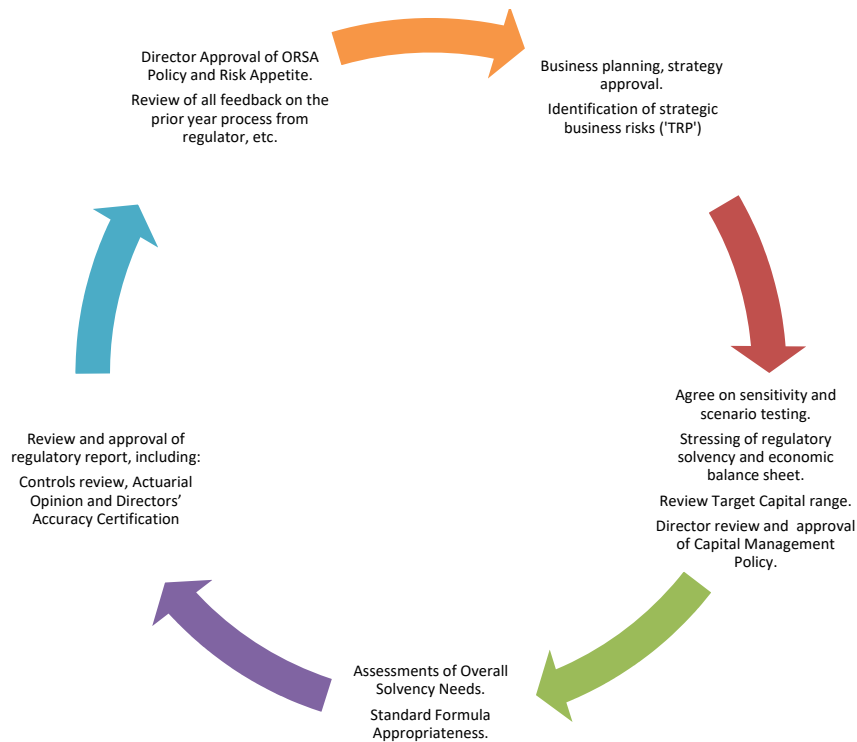 Director Approval of ORSA
Policy and Risk Appetite.
Review of all feedback on the
prior year process from
regulator, etc.
Business planning, strategy
approval.
Identification of strategic
business risks ('TRP')
Agree on sensitivity and
scenario testing.
Stressing of regulatory
solvency and economic
balance sheet.
Review Target Capital range.
Director review and  approval
of Capital Management
Policy.
Assessments of Overall
Solvency Needs.
Standard Formula
Appropriateness.
Review and approval of
regulatory report, including:
Controls review, Actuarial
Opinion and Directors’
Accuracy Certification